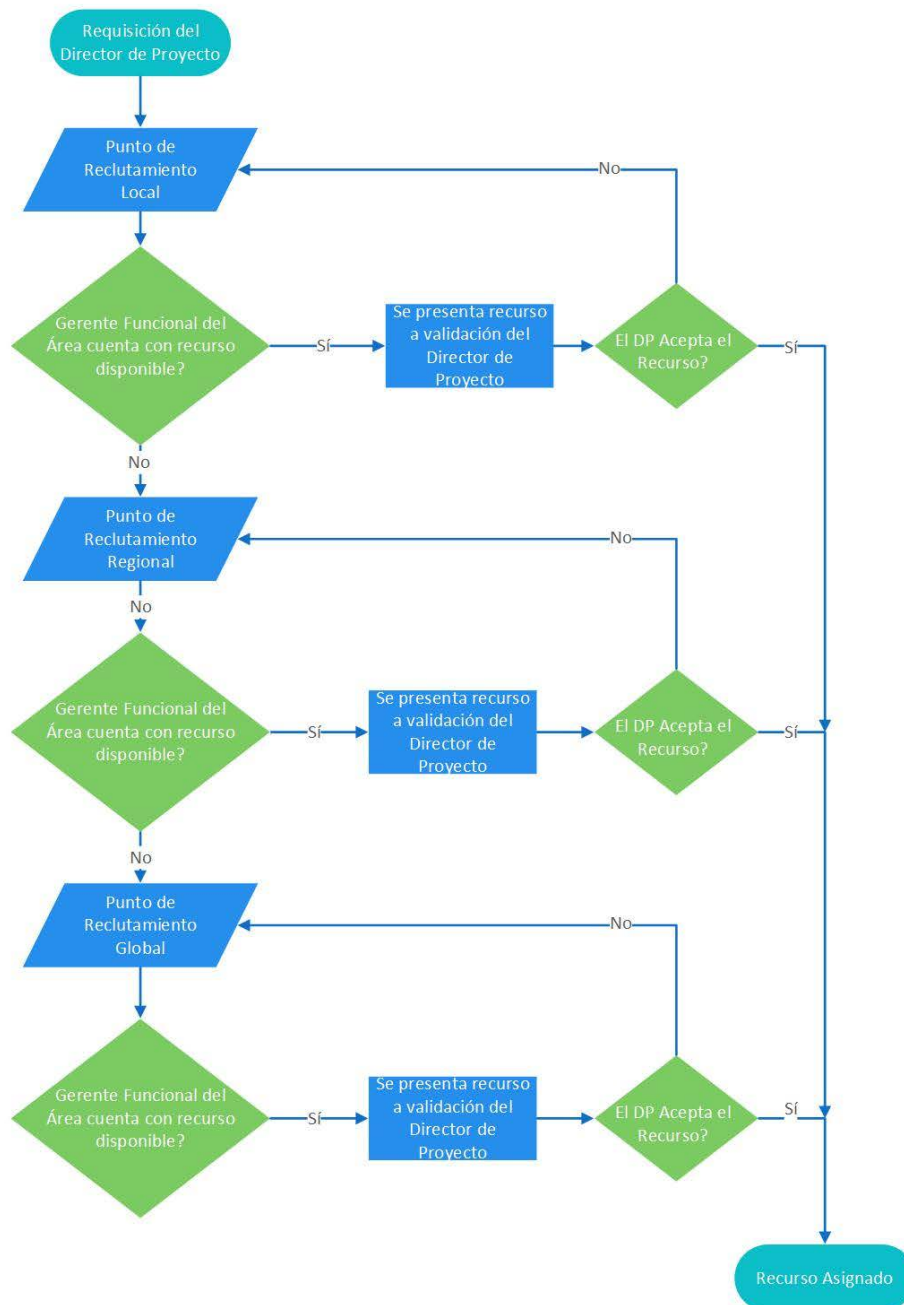 Requisición del
Director de Proyecto
Punto de
Reclutamiento
Local
No
Gerente Funcional del
Área cuenta con recurso
disponible?
Sí
Se presenta recurso
a validación del
Director de
Proyecto
El DP Acepta el
Recurso?
Sí
No
Punto de
Reclutamiento
Regional
No
No
Gerente Funcional del
Área cuenta con recurso
disponible?
Sí
Se presenta recurso
a validación del
Director de
Proyecto
El DP Acepta el
Recurso?
Sí
No
Punto de
Reclutamiento
Global
No
Gerente Funcional del
Área cuenta con recurso
disponible?
Sí
Se presenta recurso
a validación del
Director de
Proyecto
El DP Acepta el
Recurso?
Sí
Recurso Asignado